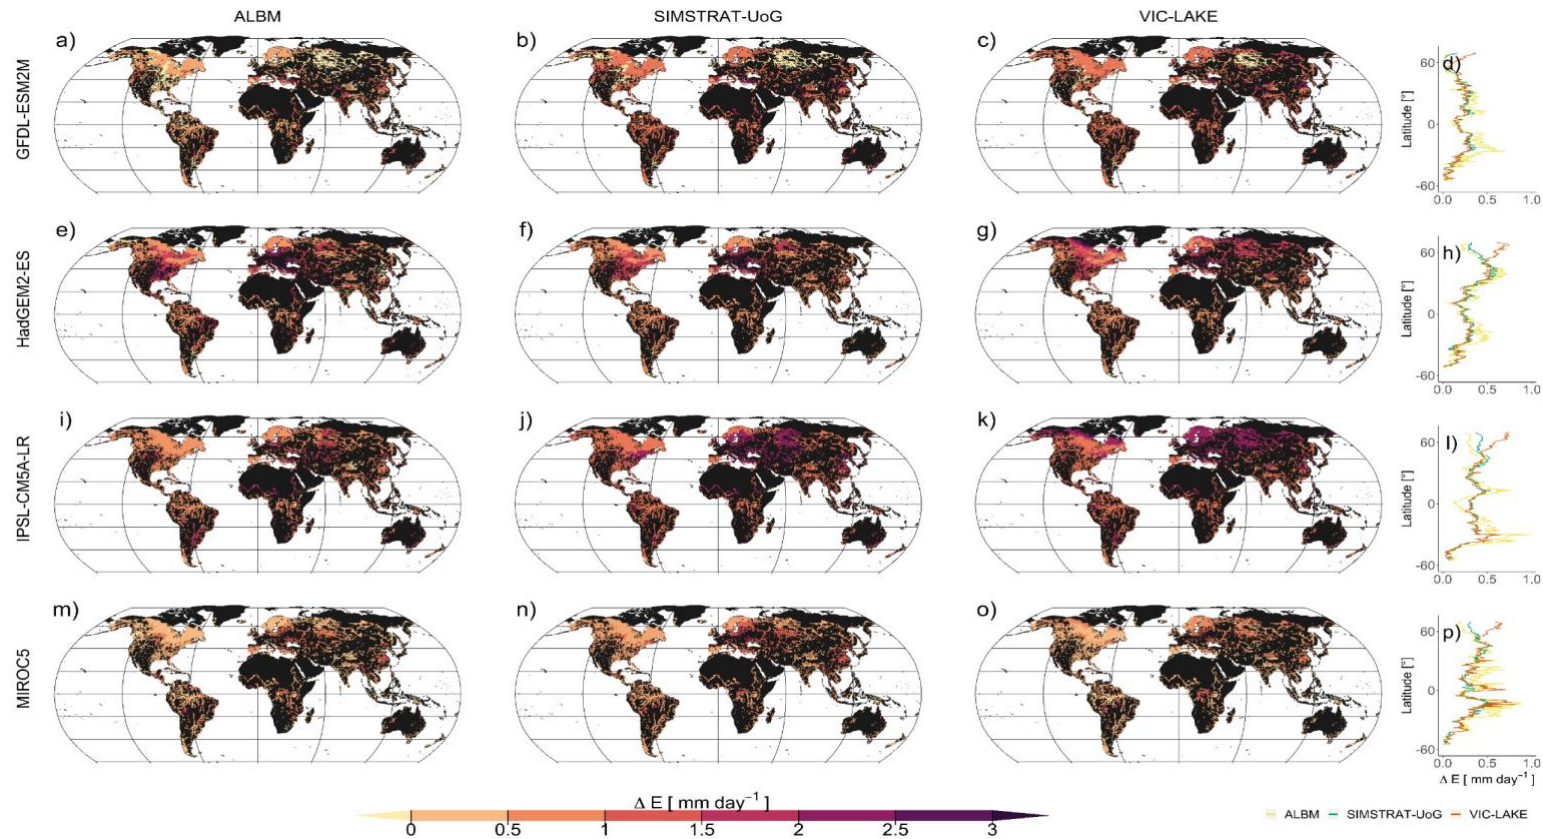 ALBM SIMSTRAT-UoG VIC-LAKE
GFDL-ESM2M
a) b) c) d)
60
0
-60
Latitude [°]
0.0 0.5 1.0
HadGEM2-ES
e) f) g) h)
60
0
-60
Latitude [°]
0.0 0.5 1.0
IPSL-CM5A-LR
i) j) k) l)
60
0
-60
Latitude [°]
0.0 0.5 1.0
MIROC5
m) n) o) p)
60
0
-60
Latitude [°]
0.0 0.5 1.0
Δ E [ mm day⁻¹ ]
Δ E [ mm day⁻¹ ]
0 0.5 1 1.5 2 2.5 3
ALBM SIMSTRAT-UoG VIC-LAKE